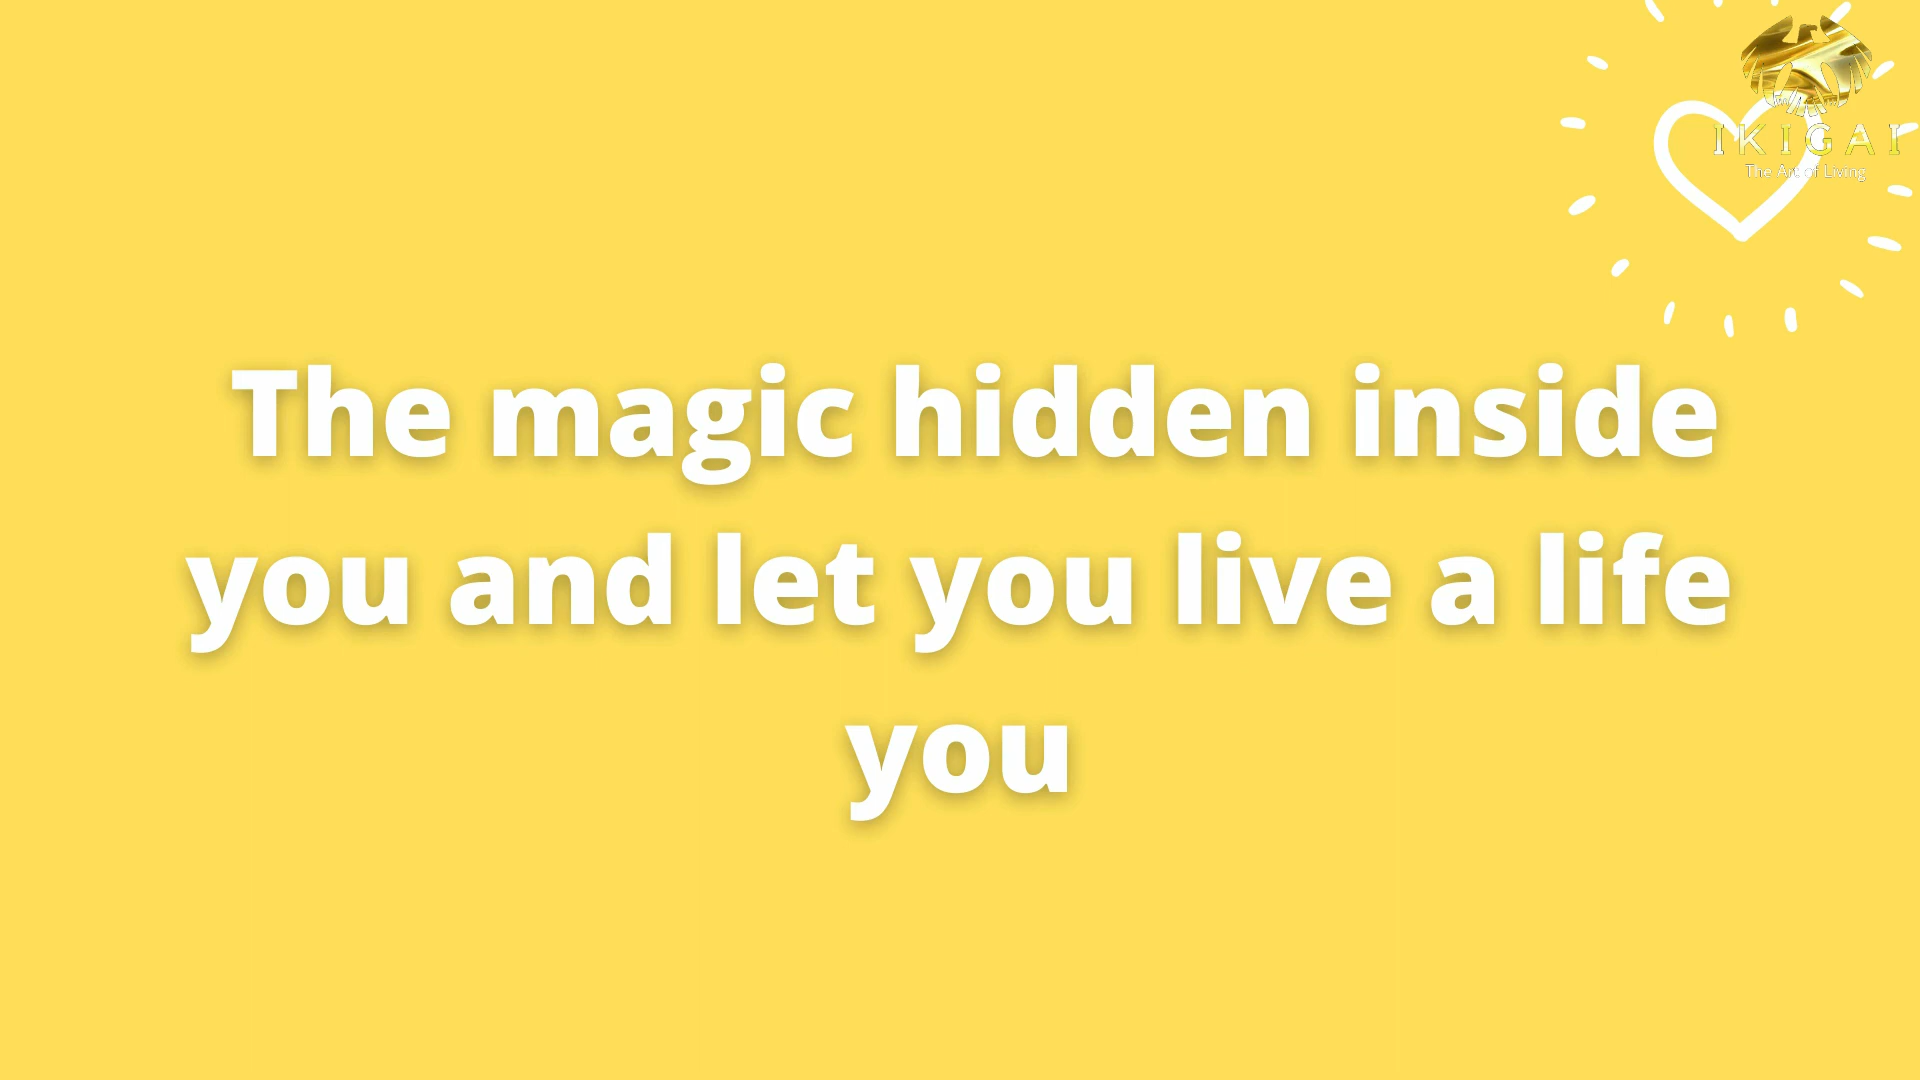 IKIGAI
The Art of Living
The magic hidden inside
you and let you live a life
you